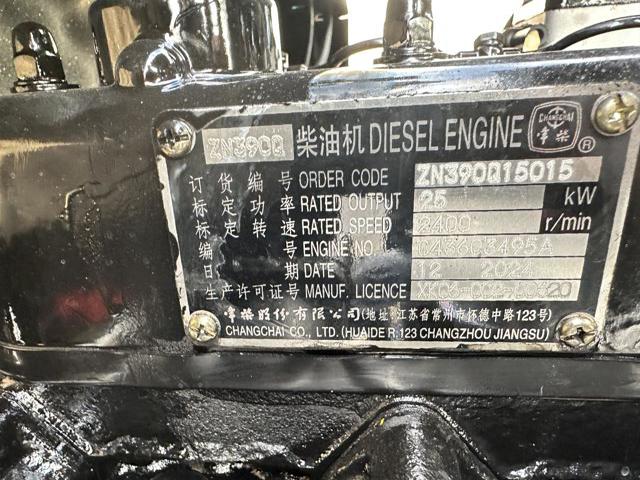 ZN390Q 柴油机 DIESEL ENGINE CHANGCHAI 常柴 ®
订货编号 ORDER CODE ZN390Q15015
标定功率 RATED OUTPUT 25 kW
标定转速 RATED SPEED 2400 r/min
编号 ENGINE NO.
日期 DATE 12 2024
生产许可证号 MANUF. LICENCE
常柴股份有限公司(地址:江苏省常州市怀德中路123号)
CHANGCHAI CO., LTD. (HUAIDE R.123 CHANGZHOU JIANGSU)